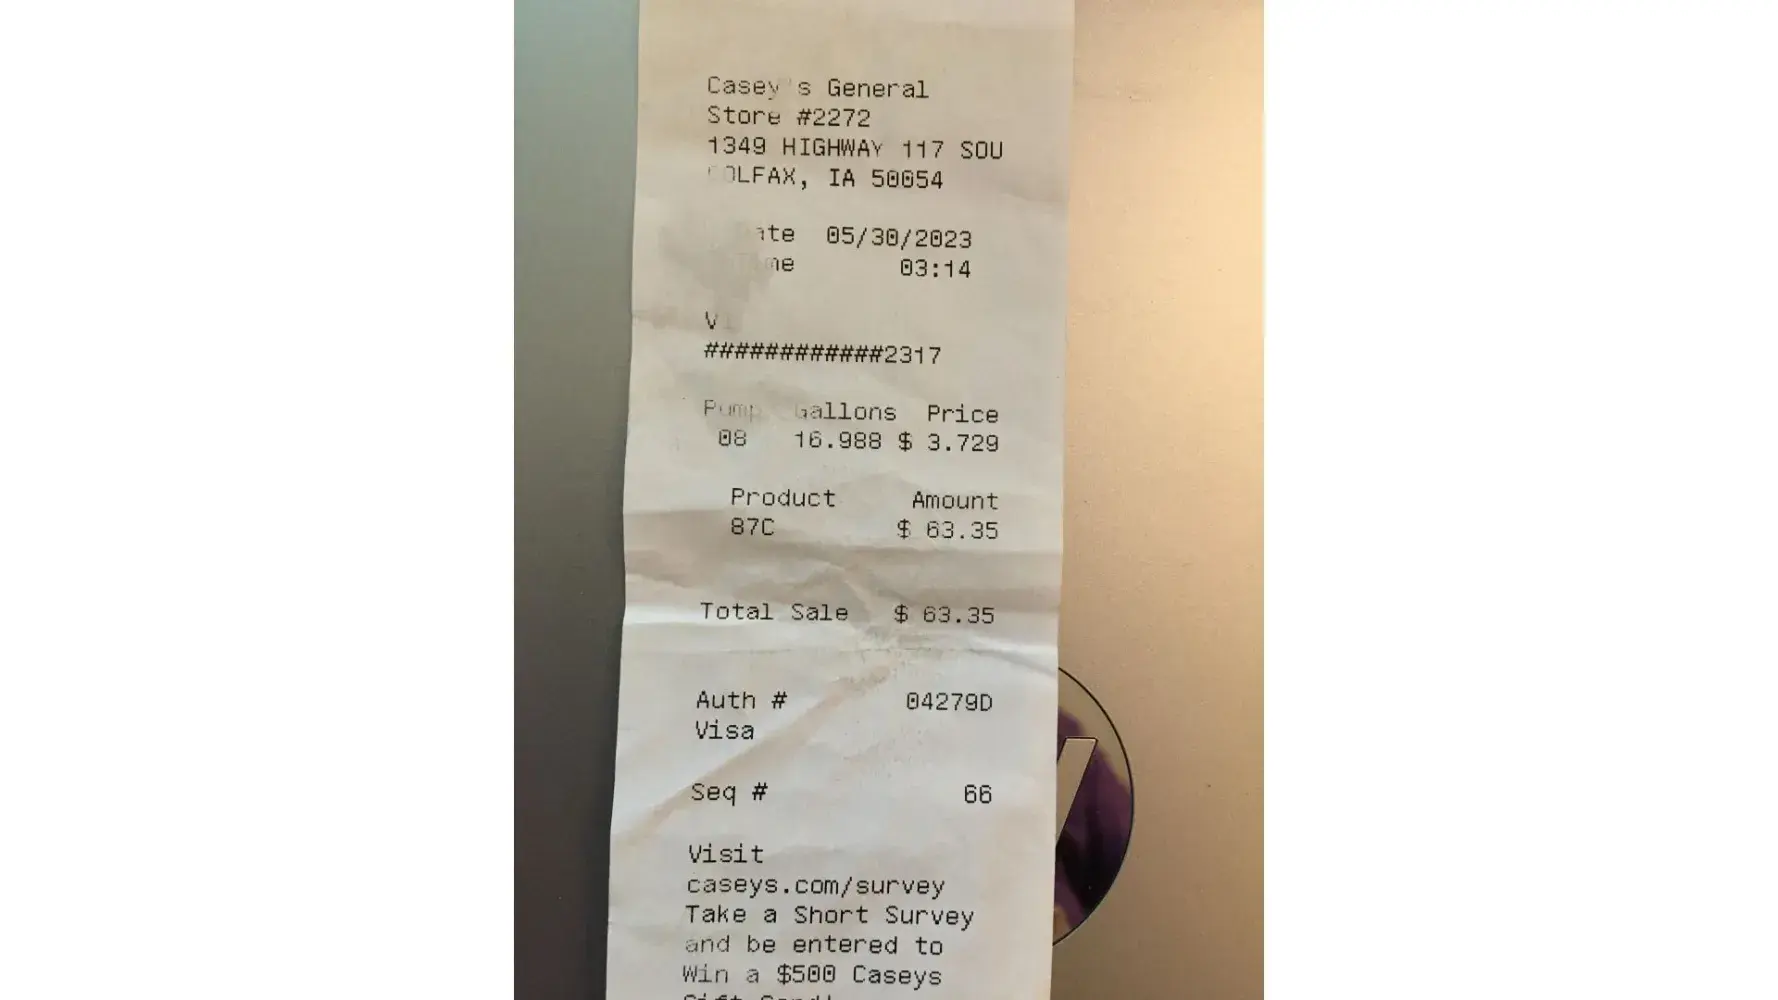 Casey's General
Store #2272
1349 HIGHWAY 117 SOU
COLFAX, IA 50054
Date 05/30/2023
Time 03:14
############2317
Pump Gallons Price
08 16.988 $ 3.729
Product Amount
87C $ 63.35
Total Sale $ 63.35
Auth # 04279D
Visa
Seq # 66
Visit
caseys.com/survey
Take a Short Survey
and be entered to
Win a $500 Caseys